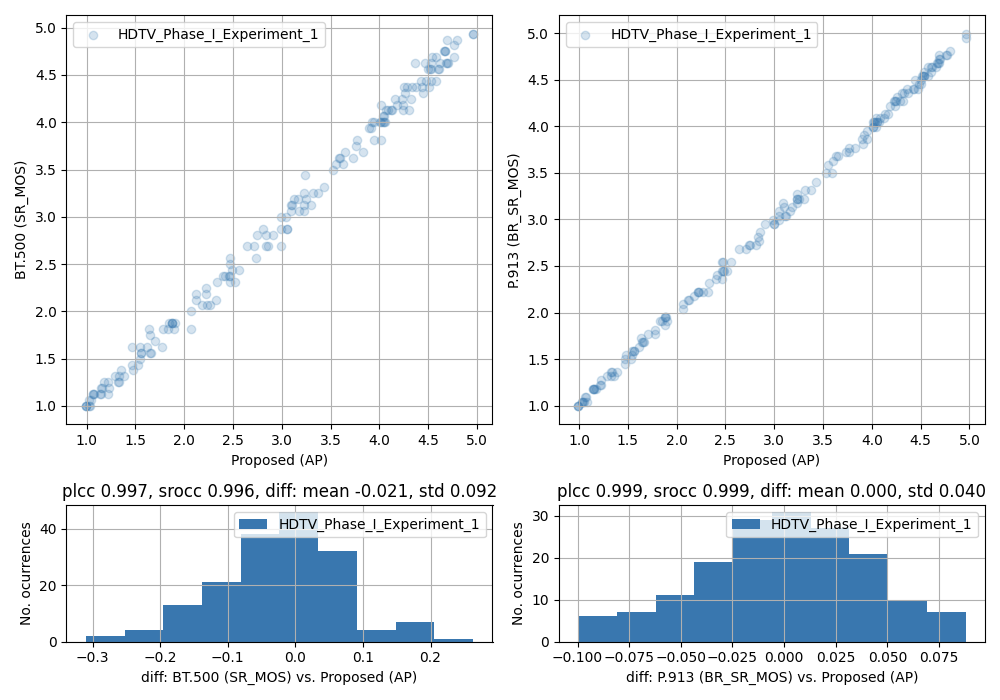 HDTV_Phase_I_Experiment_1
5.0
4.5
4.0
3.5
3.0
2.5
2.0
1.5
1.0
BT.500 (SR_MOS)
1.0 1.5 2.0 2.5 3.0 3.5 4.0 4.5 5.0
Proposed (AP)
HDTV_Phase_I_Experiment_1
5.0
4.5
4.0
3.5
3.0
2.5
2.0
1.5
1.0
P.913 (BR_SR_MOS)
1.0 1.5 2.0 2.5 3.0 3.5 4.0 4.5 5.0
Proposed (AP)
plcc 0.997, srocc 0.996, diff: mean -0.021, std 0.092
HDTV_Phase_I_Experiment_1
40
20
0
No. ocurrences
−0.3 −0.2 −0.1 0.0 0.1 0.2
diff: BT.500 (SR_MOS) vs. Proposed (AP)
plcc 0.999, srocc 0.999, diff: mean 0.000, std 0.040
HDTV_Phase_I_Experiment_1
30
20
10
0
No. ocurrences
−0.100 −0.075 −0.050 −0.025 0.000 0.025 0.050 0.075
diff: P.913 (BR_SR_MOS) vs. Proposed (AP)